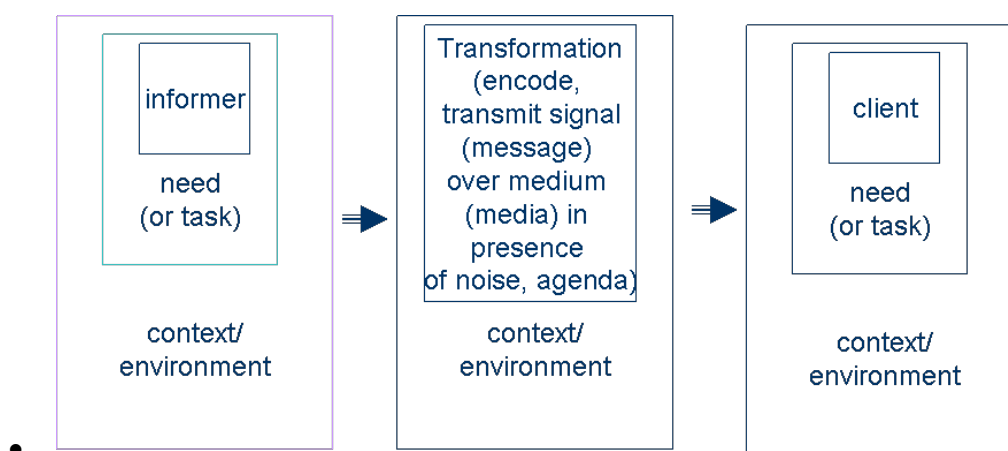 informer
need
(or task)
context/
environment
Transformation
(encode,
transmit signal
(message)
over medium
(media) in
presence
of noise, agenda)
context/
environment
client
need
(or task)
context/
environment